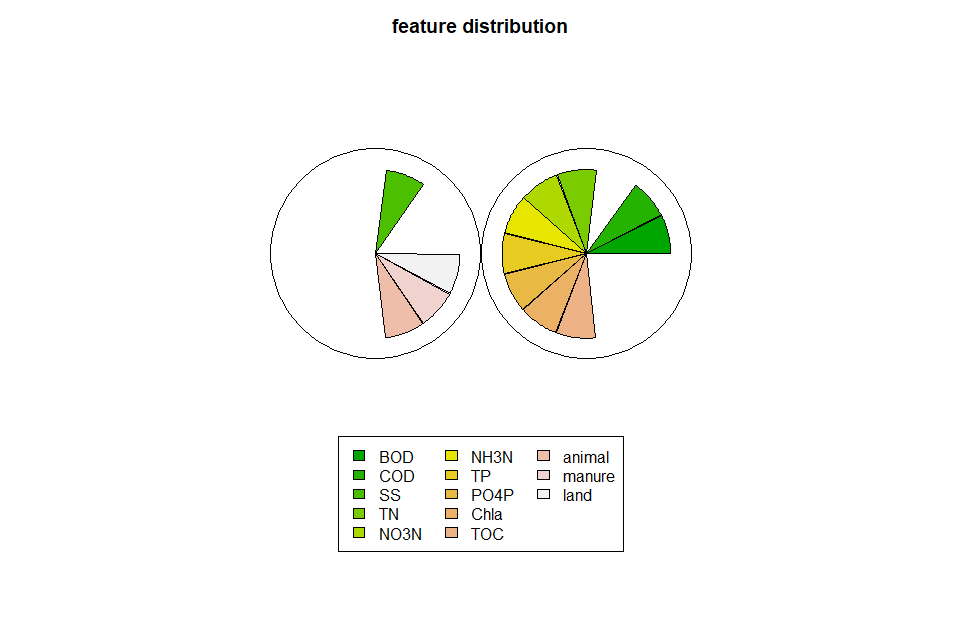 feature distribution
BOD NH3N animal
COD TP manure
SS PO4P land
TN Chla
NO3N TOC